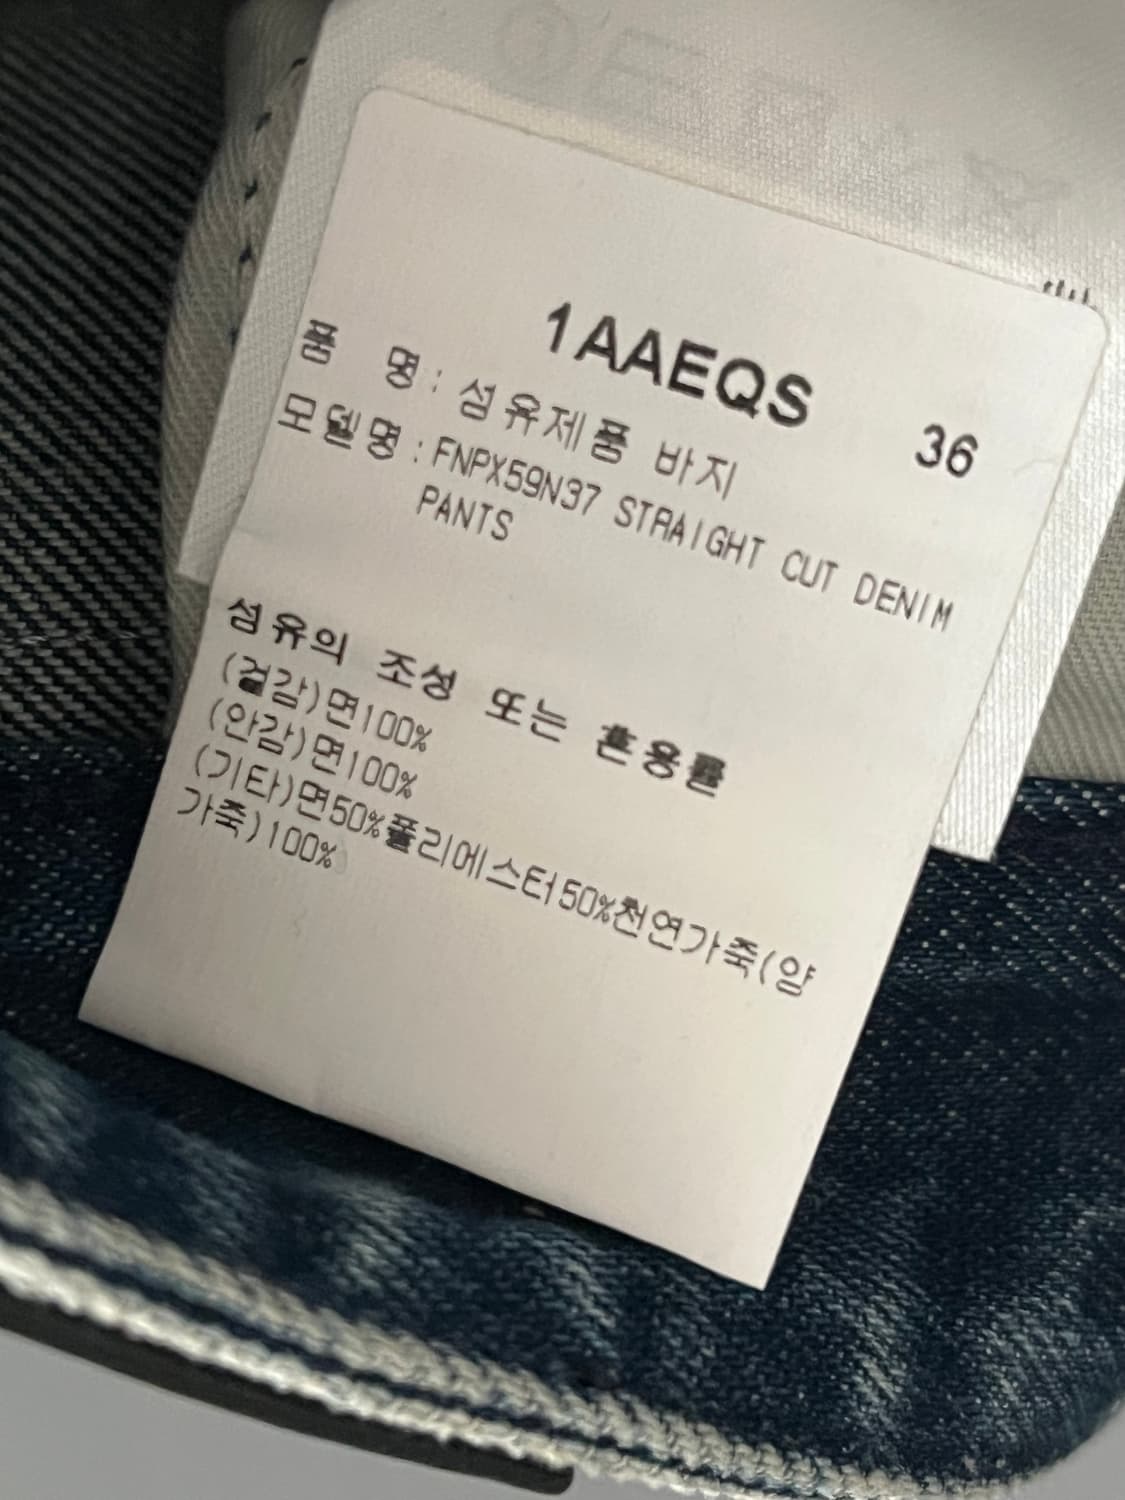 1AAEQS 36
품 명 : 섬유제품 바지
모델명 : FNPX59N37 STRAIGHT CUT DENIM
PANTS
섬유의 조성 또는 혼용률
(겉감)면100%
(안감)면100%
(기타)면50%폴리에스터50%천연가죽(양
가죽)100%